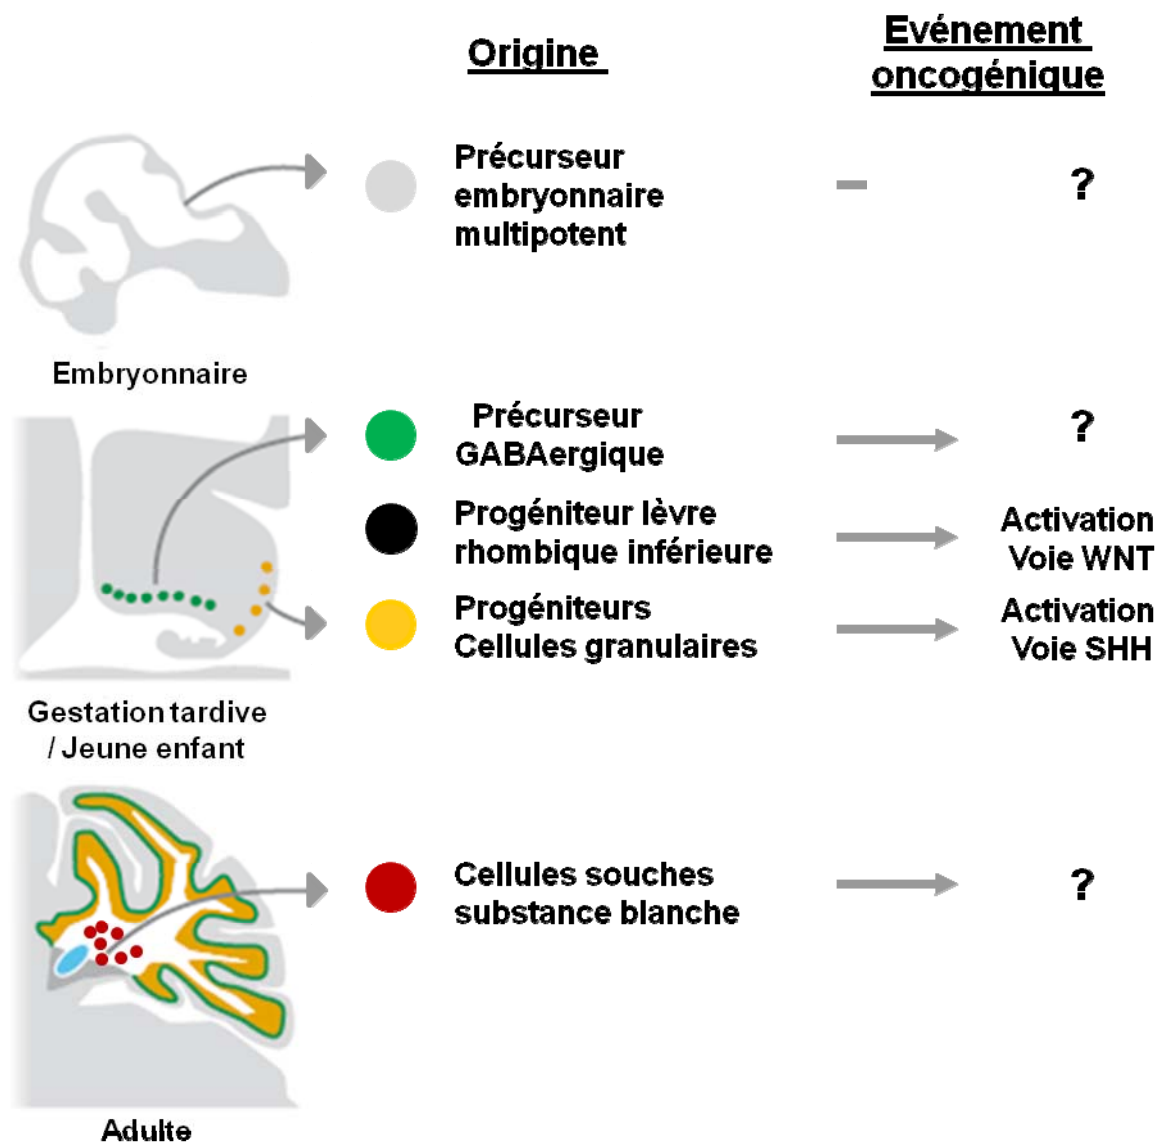 Origine
Evénement
oncogénique
Précurseur
embryonnaire
multipotent
?
Embryonnaire
Précurseur
GABAergique
?
Progéniteur lèvre
rhombique inférieure
Activation
Voie WNT
Progéniteurs
Cellules granulaires
Activation
Voie SHH
Gestation tardive
/ Jeune enfant
Cellules souches
substance blanche
?
Adulte